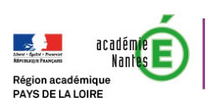 Liberté • Égalité • Fraternité
RÉPUBLIQUE FRANÇAISE
Région académique
PAYS DE LA LOIRE
académie
Nantes
É